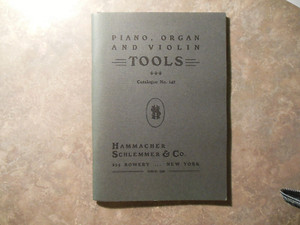 PIANO, ORGAN
AND VIOLIN
TOOLS
Catalogue No.
HAMMACHER
SCHLEMMER & CO.
BOWERY ... NEW YORK